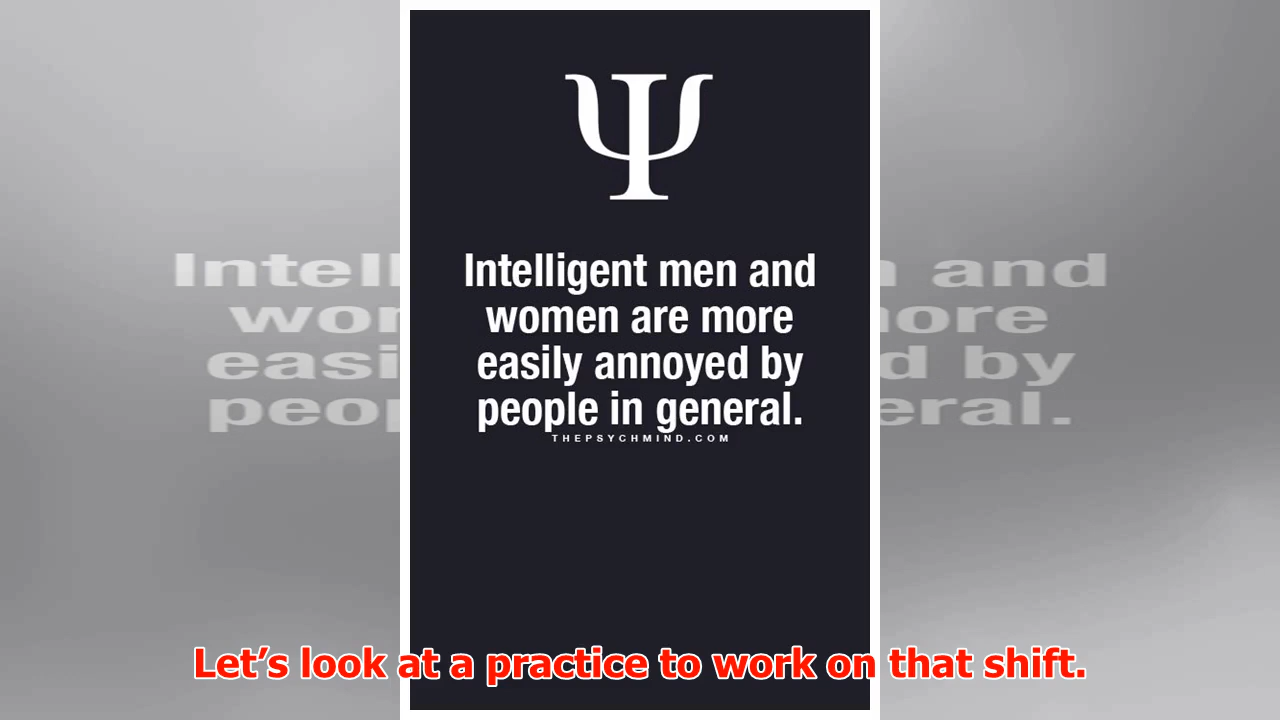 Ψ
Intelligent men and
women are more
easily annoyed by
people in general.
THEPSYCHMIND.COM
Let’s look at a practice to work on that shift.